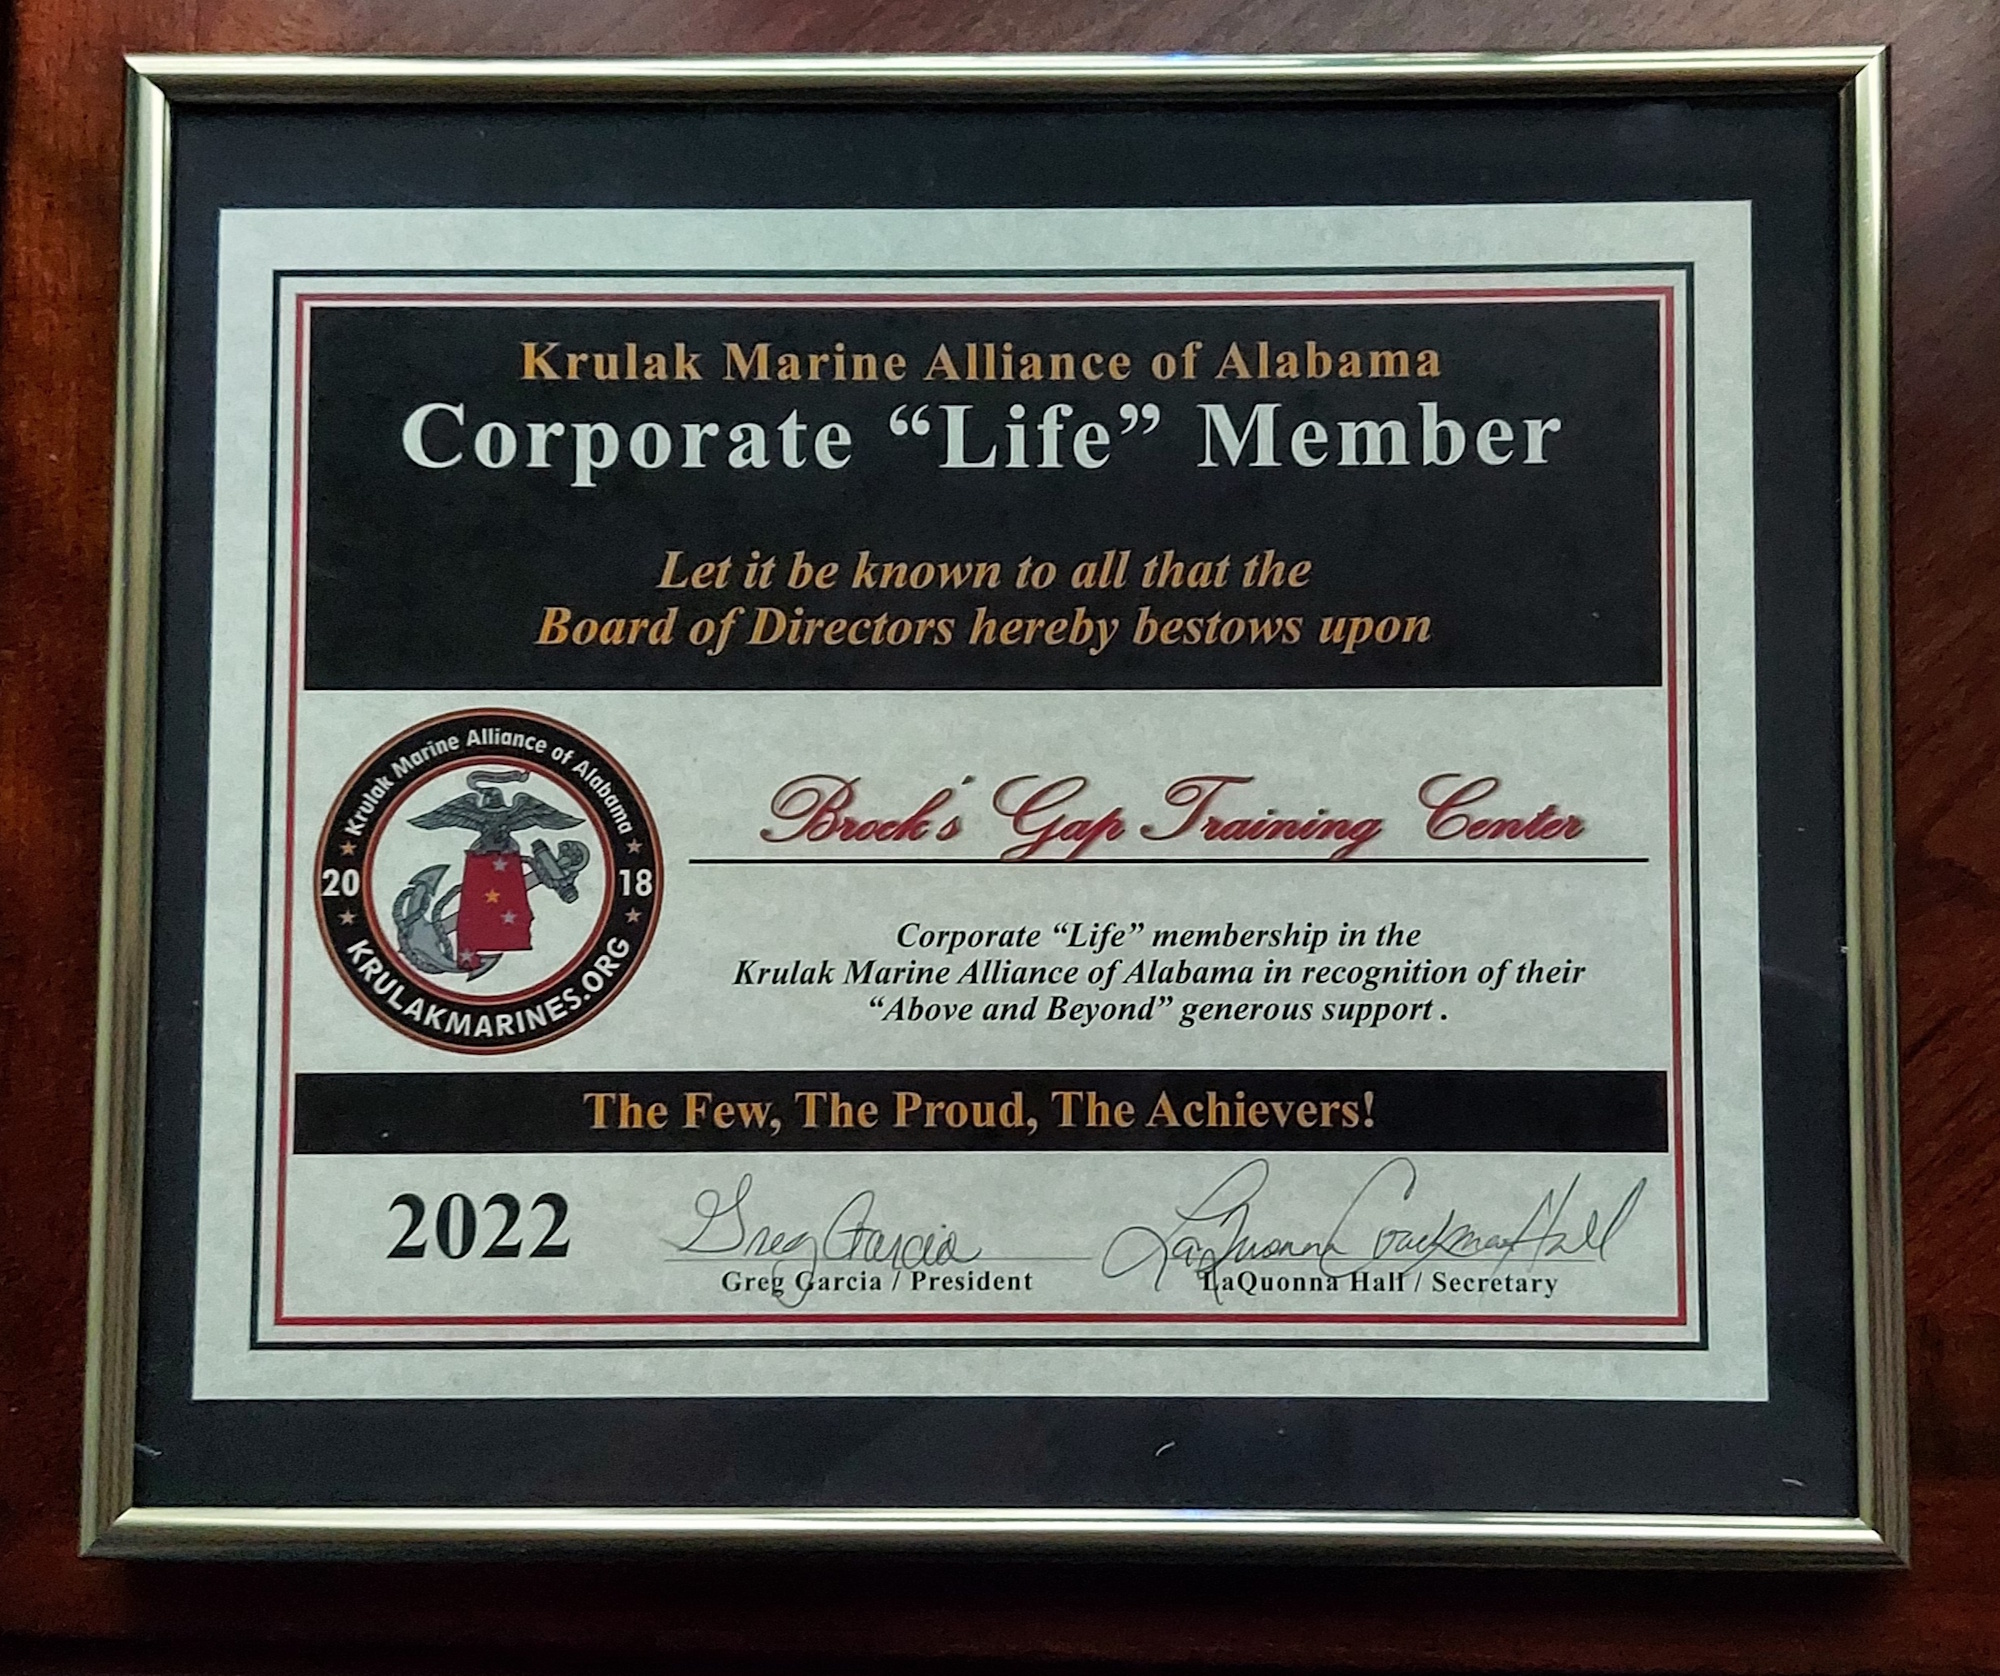 Krulak Marine Alliance of Alabama
Corporate “Life” Member
Let it be known to all that the
Board of Directors hereby bestows upon
Krulak Marine Alliance of Alabama
20 18
KRULAKMARINES.ORG
Brock's Gap Training Center
Corporate “Life” membership in the
Krulak Marine Alliance of Alabama in recognition of their
“Above and Beyond” generous support .
The Few, The Proud, The Achievers!
2022
Greg Garcia
Greg Garcia / President
LaQuonna Hall
LaQuonna Hall / Secretary